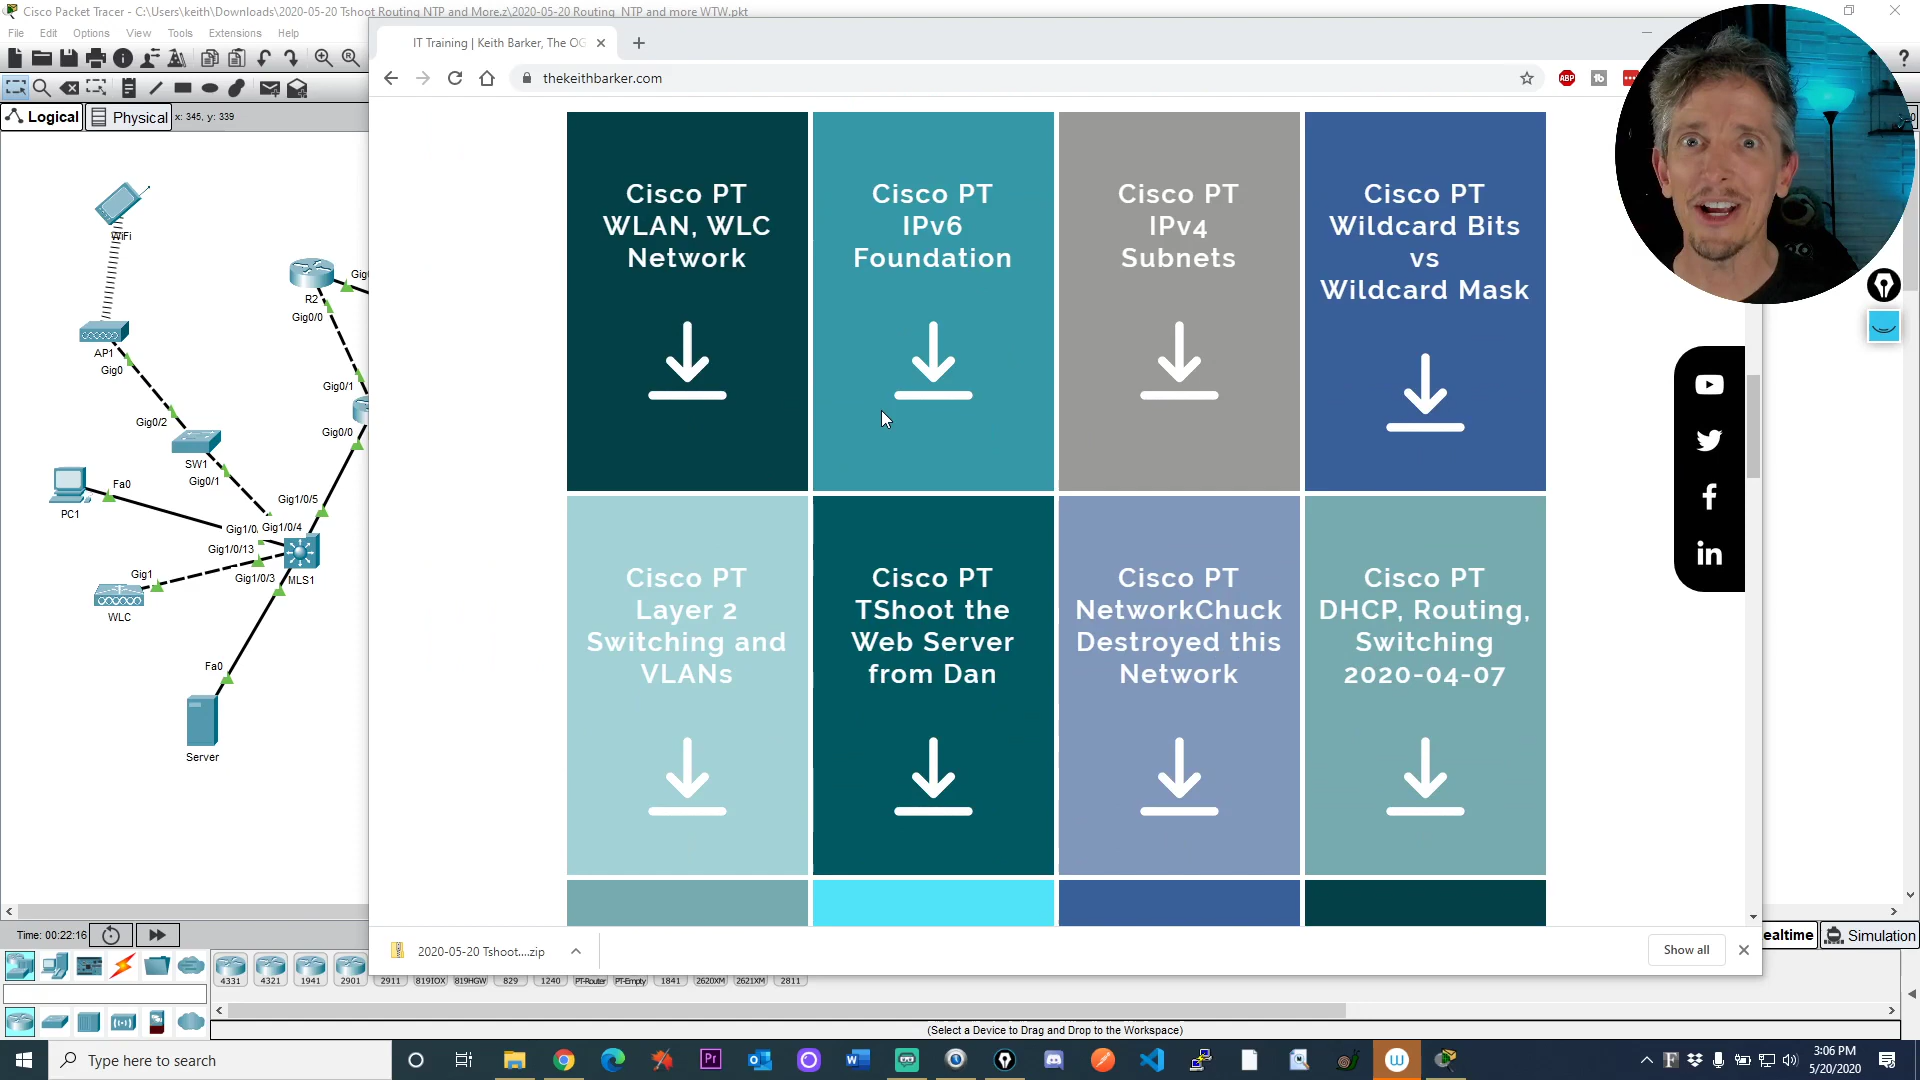 Cisco Packet Tracer - C:\Users\keith\Downloads\2020-05-20 Tshoot Routing NTP and More.z\2020-05-20 Routing NTP and more WTW.pkt
File Edit Options View Tools Extensions Help
Logical
Physical
x: 345, y: 339
IT Training | Keith Barker, The OG
thekeithbarker.com
ABP
Cisco PT
WLAN, WLC
Network
Cisco PT
IPv6
Foundation
Cisco PT
IPv4
Subnets
Cisco PT
Wildcard Bits
vs
Wildcard Mask
Cisco PT
Layer 2
Switching and
VLANs
Cisco PT
TShoot the
Web Server
from Dan
Cisco PT
NetworkChuck
Destroyed this
Network
Cisco PT
DHCP, Routing,
Switching
2020-04-07
WiFi
R2
Gig0/0
AP1
Gig0
Gig0/1
Gig0/2
Gig0/0
SW1
Gig0/1
Fa0
PC1
Gig1/0/5
Gig1/0/4
Gig1/0/13
Gig1/0/3
MLS1
Gig1
WLC
Fa0
Server
2020-05-20 Tshoot....zip
Show all
Time: 00:22:16
ealtime
Simulation
4331 4321 1941 2901 2911 819IOX 819HGW 829 1240 PT-Router PT-Empty 1841 2620XM 2621XM 2811
(Select a Device to Drag and Drop to the Workspace)
Type here to search
3:06 PM
5/20/2020